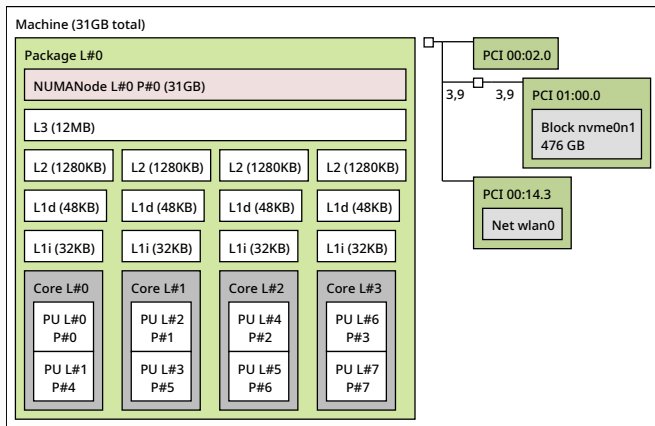 Machine (31GB total)
Package L#0
NUMANode L#0 P#0 (31GB)
L3 (12MB)
L2 (1280KB)
L2 (1280KB)
L2 (1280KB)
L2 (1280KB)
L1d (48KB)
L1d (48KB)
L1d (48KB)
L1d (48KB)
L1i (32KB)
L1i (32KB)
L1i (32KB)
L1i (32KB)
Core L#0
PU L#0
P#0
PU L#1
P#4
Core L#1
PU L#2
P#1
PU L#3
P#5
Core L#2
PU L#4
P#2
PU L#5
P#6
Core L#3
PU L#6
P#3
PU L#7
P#7
PCI 00:02.0
3,9
3,9
PCI 01:00.0
Block nvme0n1
476 GB
PCI 00:14.3
Net wlan0